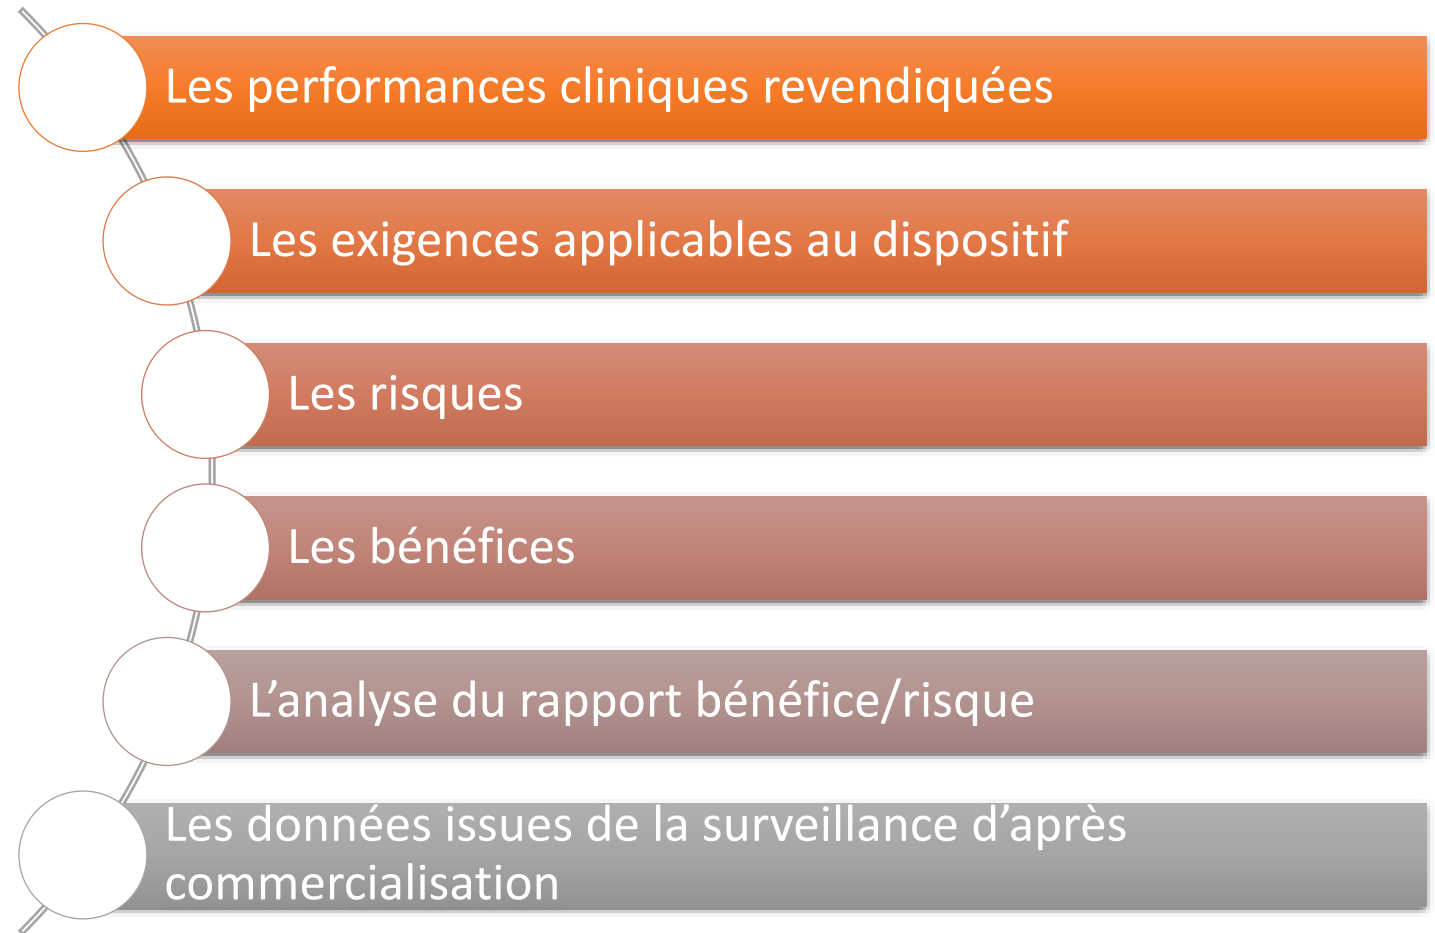 Les performances cliniques revendiquées
Les exigences applicables au dispositif
Les risques
Les bénéfices
L’analyse du rapport bénéfice/risque
Les données issues de la surveillance d’après
commercialisation